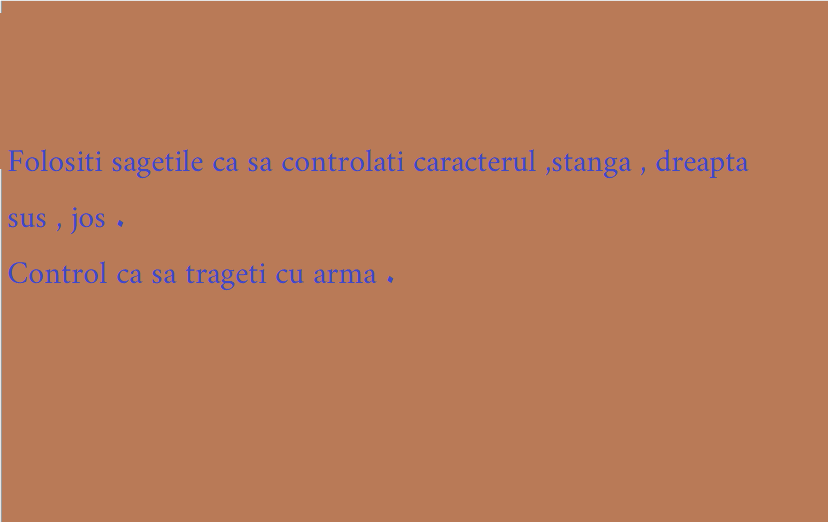 Folositi sagetile ca sa controlati caracterul ,stanga , dreapta
sus , jos .
Control ca sa trageti cu arma .